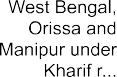 West Bengal,
Orissa and
Manipur under
Kharif r...